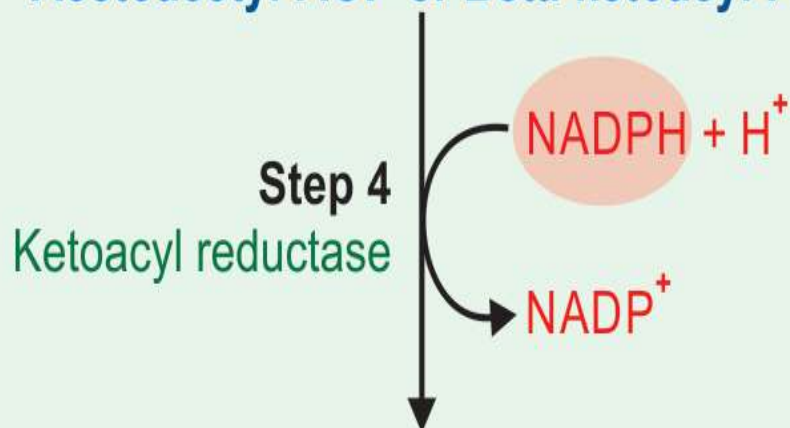 NADPH + H⁺
Step 4
Ketoacyl reductase
NADP⁺